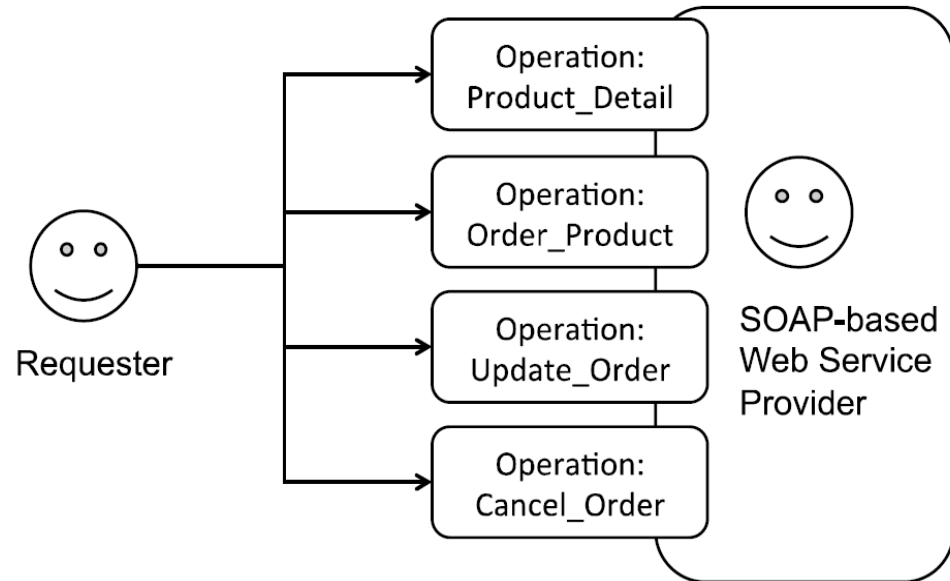 Operation:
Product_Detail
Operation:
Order_Product
Requester
Operation:
Update_Order
SOAP-based
Web Service
Provider
Operation:
Cancel_Order